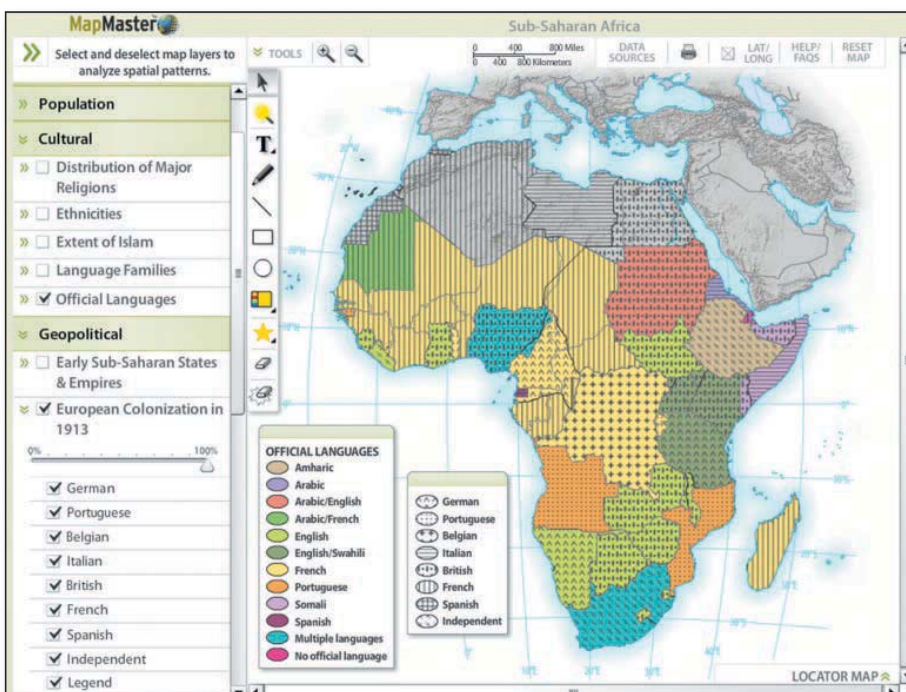 MapMaster
Sub-Saharan Africa
Select and deselect map layers to
analyze spatial patterns.
TOOLS
0 400 800 Miles
0 400 800 Kilometers
DATA
SOURCES
LAT/
LONG
HELP/
FAQS
RESET
MAP
Population
Cultural
Distribution of Major
Religions
Ethnicities
Extent of Islam
Language Families
Official Languages
Geopolitical
Early Sub-Saharan States
& Empires
European Colonization in
1913
0% 100%
German
Portuguese
Belgian
Italian
British
French
Spanish
Independent
Legend
T
OFFICIAL LANGUAGES
Amharic
Arabic
Arabic/English
Arabic/French
English
English/Swahili
French
Portuguese
Somali
Spanish
Multiple languages
No official language
German
Portuguese
Belgian
Italian
British
French
Spanish
Independent
0°
10°E
20°E
30°E
LOCATOR MAP